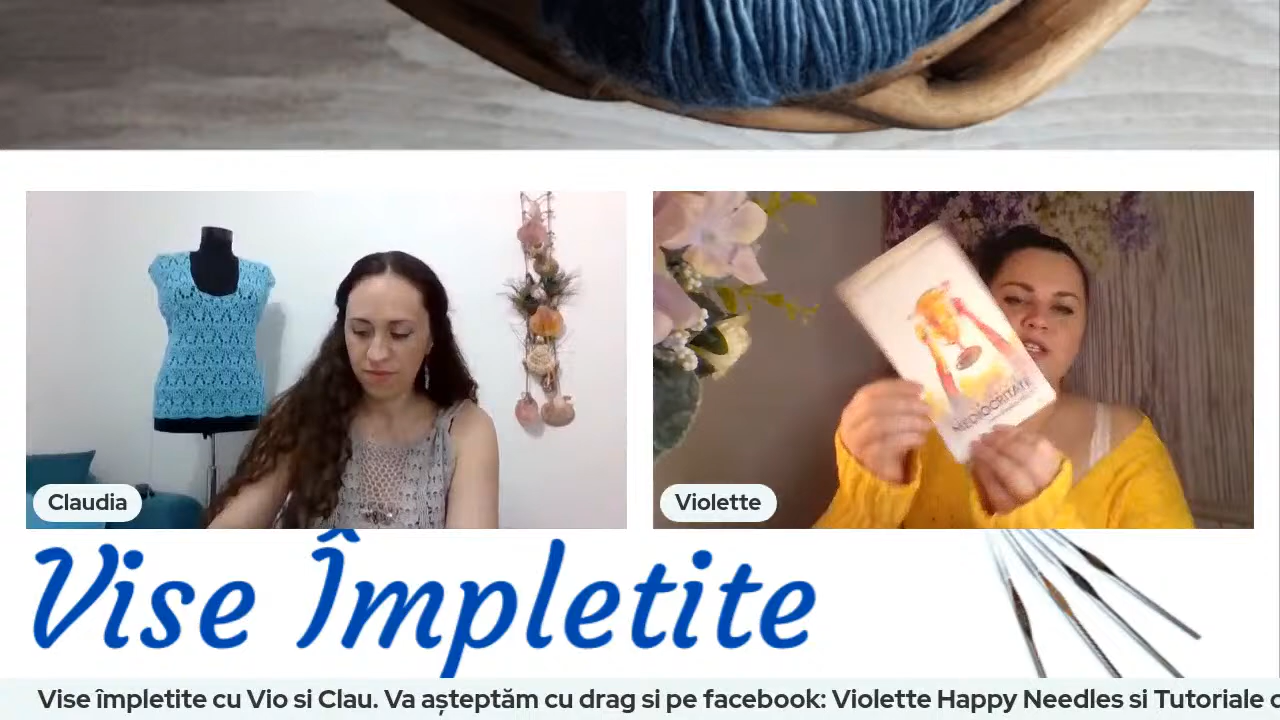 MEDIOCRITATE
Claudia
Violette
Vise Împletite
Vise împletite cu Vio si Clau. Va așteptăm cu drag si pe facebook: Violette Happy Needles si Tutoriale